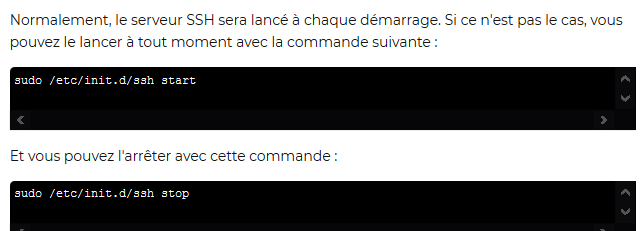 Normalement, le serveur SSH sera lancé à chaque démarrage. Si ce n'est pas le cas, vous
pouvez le lancer à tout moment avec la commande suivante :
sudo /etc/init.d/ssh start
Et vous pouvez l'arrêter avec cette commande :
sudo /etc/init.d/ssh stop